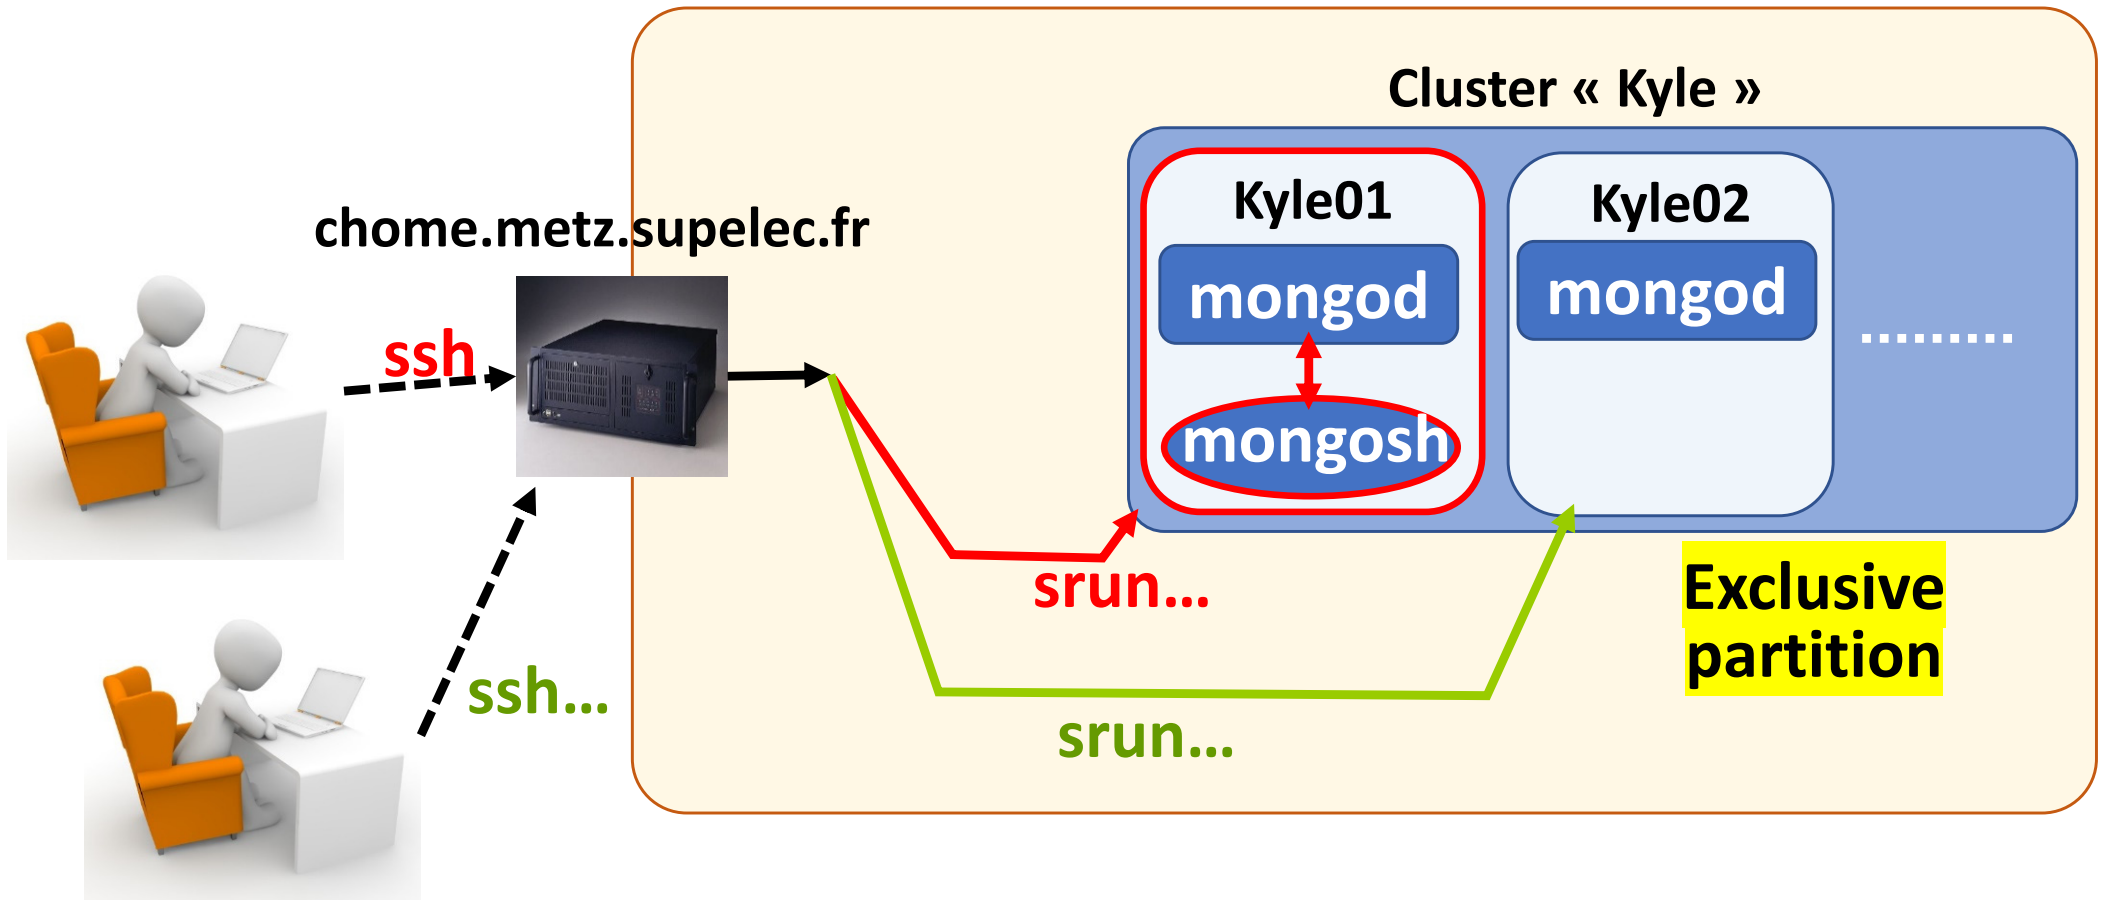 Cluster « Kyle »
chome.metz.supelec.fr
Kyle01
Kyle02
mongod
mongod
ssh
mongosh
srun...
Exclusive
partition
ssh...
srun...